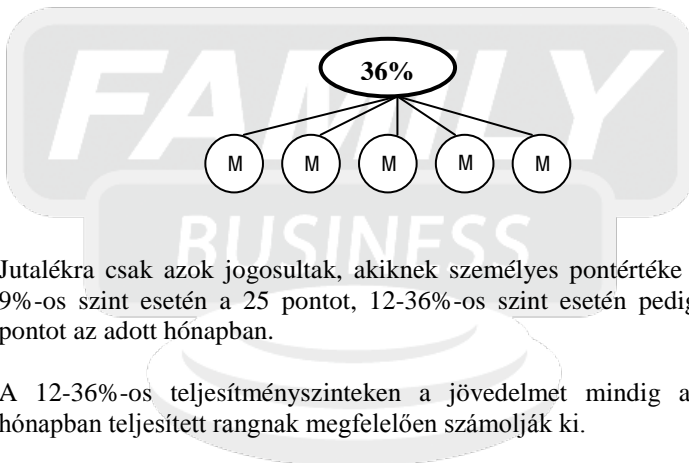 FAMILY
BUSINESS
36%
M M M M M
Jutalékra csak azok jogosultak, akiknek személyes pontértéke
9%-os szint esetén a 25 pontot, 12-36%-os szint esetén pedig
pontot az adott hónapban.
A 12-36%-os teljesítményszinteken a jövedelmet mindig a
hónapban teljesített rangnak megfelelően számolják ki.